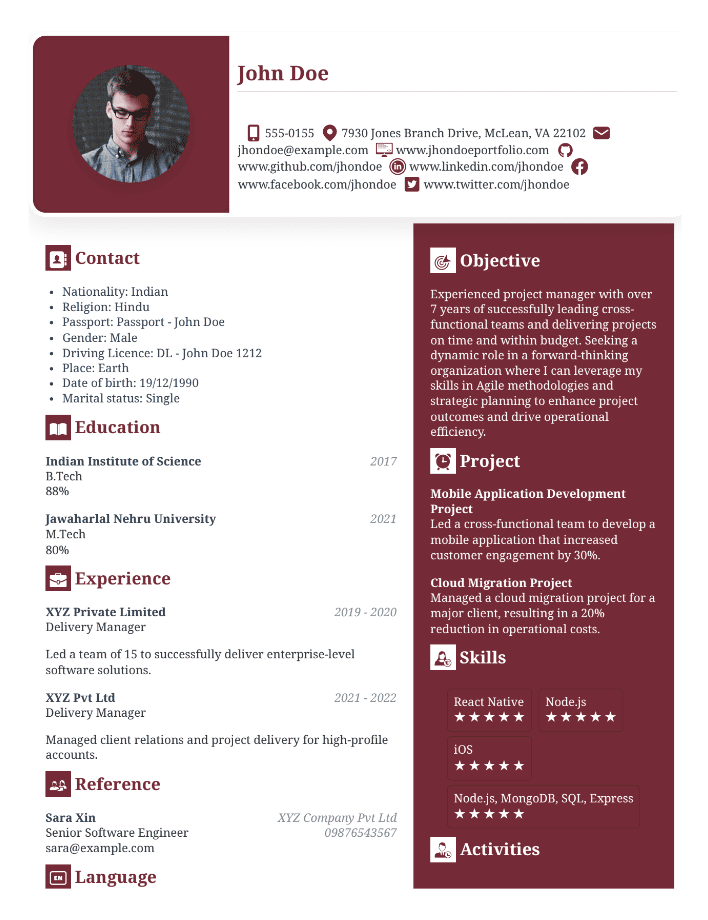 John Doe
555-0155 7930 Jones Branch Drive, McLean, VA 22102
jhondoe@example.com www.jhondoeportfolio.com
www.github.com/jhondoe in www.linkedin.com/jhondoe
www.facebook.com/jhondoe www.twitter.com/jhondoe
Contact
• Nationality: Indian
• Religion: Hindu
• Passport: Passport - John Doe
• Gender: Male
• Driving Licence: DL - John Doe 1212
• Place: Earth
• Date of birth: 19/12/1990
• Marital status: Single
Education
Indian Institute of Science 2017
B.Tech
88%
Jawaharlal Nehru University 2021
M.Tech
80%
Experience
XYZ Private Limited 2019 - 2020
Delivery Manager
Led a team of 15 to successfully deliver enterprise-level
software solutions.
XYZ Pvt Ltd 2021 - 2022
Delivery Manager
Managed client relations and project delivery for high-profile
accounts.
Reference
Sara Xin XYZ Company Pvt Ltd
Senior Software Engineer 09876543567
sara@example.com
EN Language
Objective
Experienced project manager with over
7 years of successfully leading cross-
functional teams and delivering projects
on time and within budget. Seeking a
dynamic role in a forward-thinking
organization where I can leverage my
skills in Agile methodologies and
strategic planning to enhance project
outcomes and drive operational
efficiency.
Project
Mobile Application Development
Project
Led a cross-functional team to develop a
mobile application that increased
customer engagement by 30%.
Cloud Migration Project
Managed a cloud migration project for a
major client, resulting in a 20%
reduction in operational costs.
Skills
React Native Node.js
★★★★★ ★★★★★
iOS
★★★★★
Node.js, MongoDB, SQL, Express
★★★★★
Activities